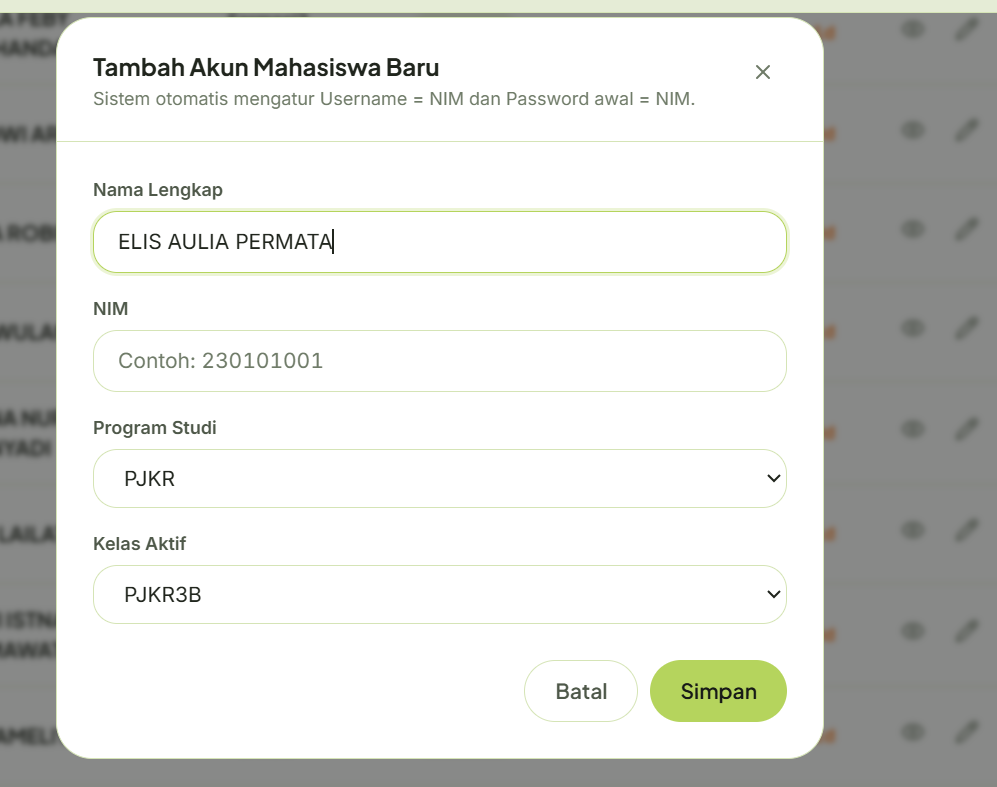 Tambah Akun Mahasiswa Baru
Sistem otomatis mengatur Username = NIM dan Password awal = NIM.
Nama Lengkap
ELIS AULIA PERMATA
NIM
Contoh: 230101001
Program Studi
PJKR
Kelas Aktif
PJKR3B
Batal
Simpan